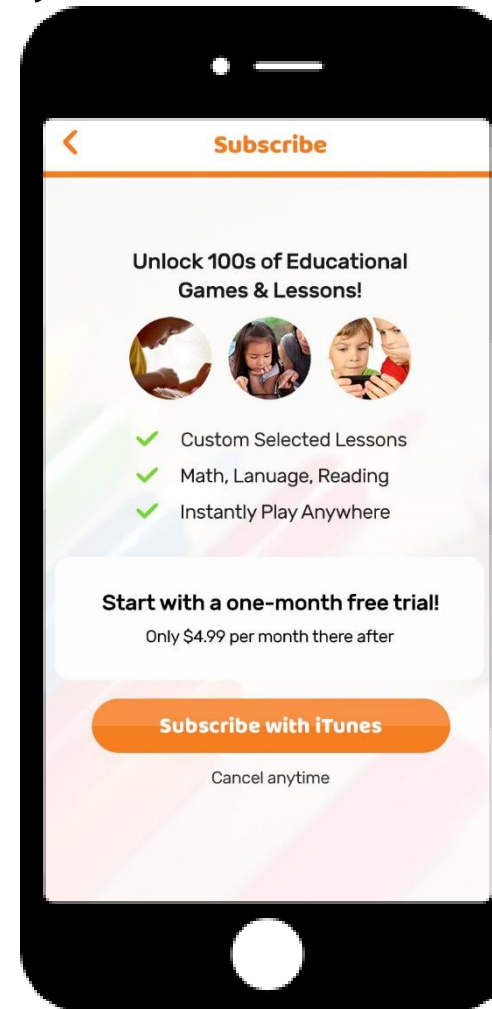 Subscribe
Unlock 100s of Educational
Games & Lessons!
Custom Selected Lessons
Math, Lanuage, Reading
Instantly Play Anywhere
Start with a one-month free trial!
Only $4.99 per month there after
Subscribe with iTunes
Cancel anytime